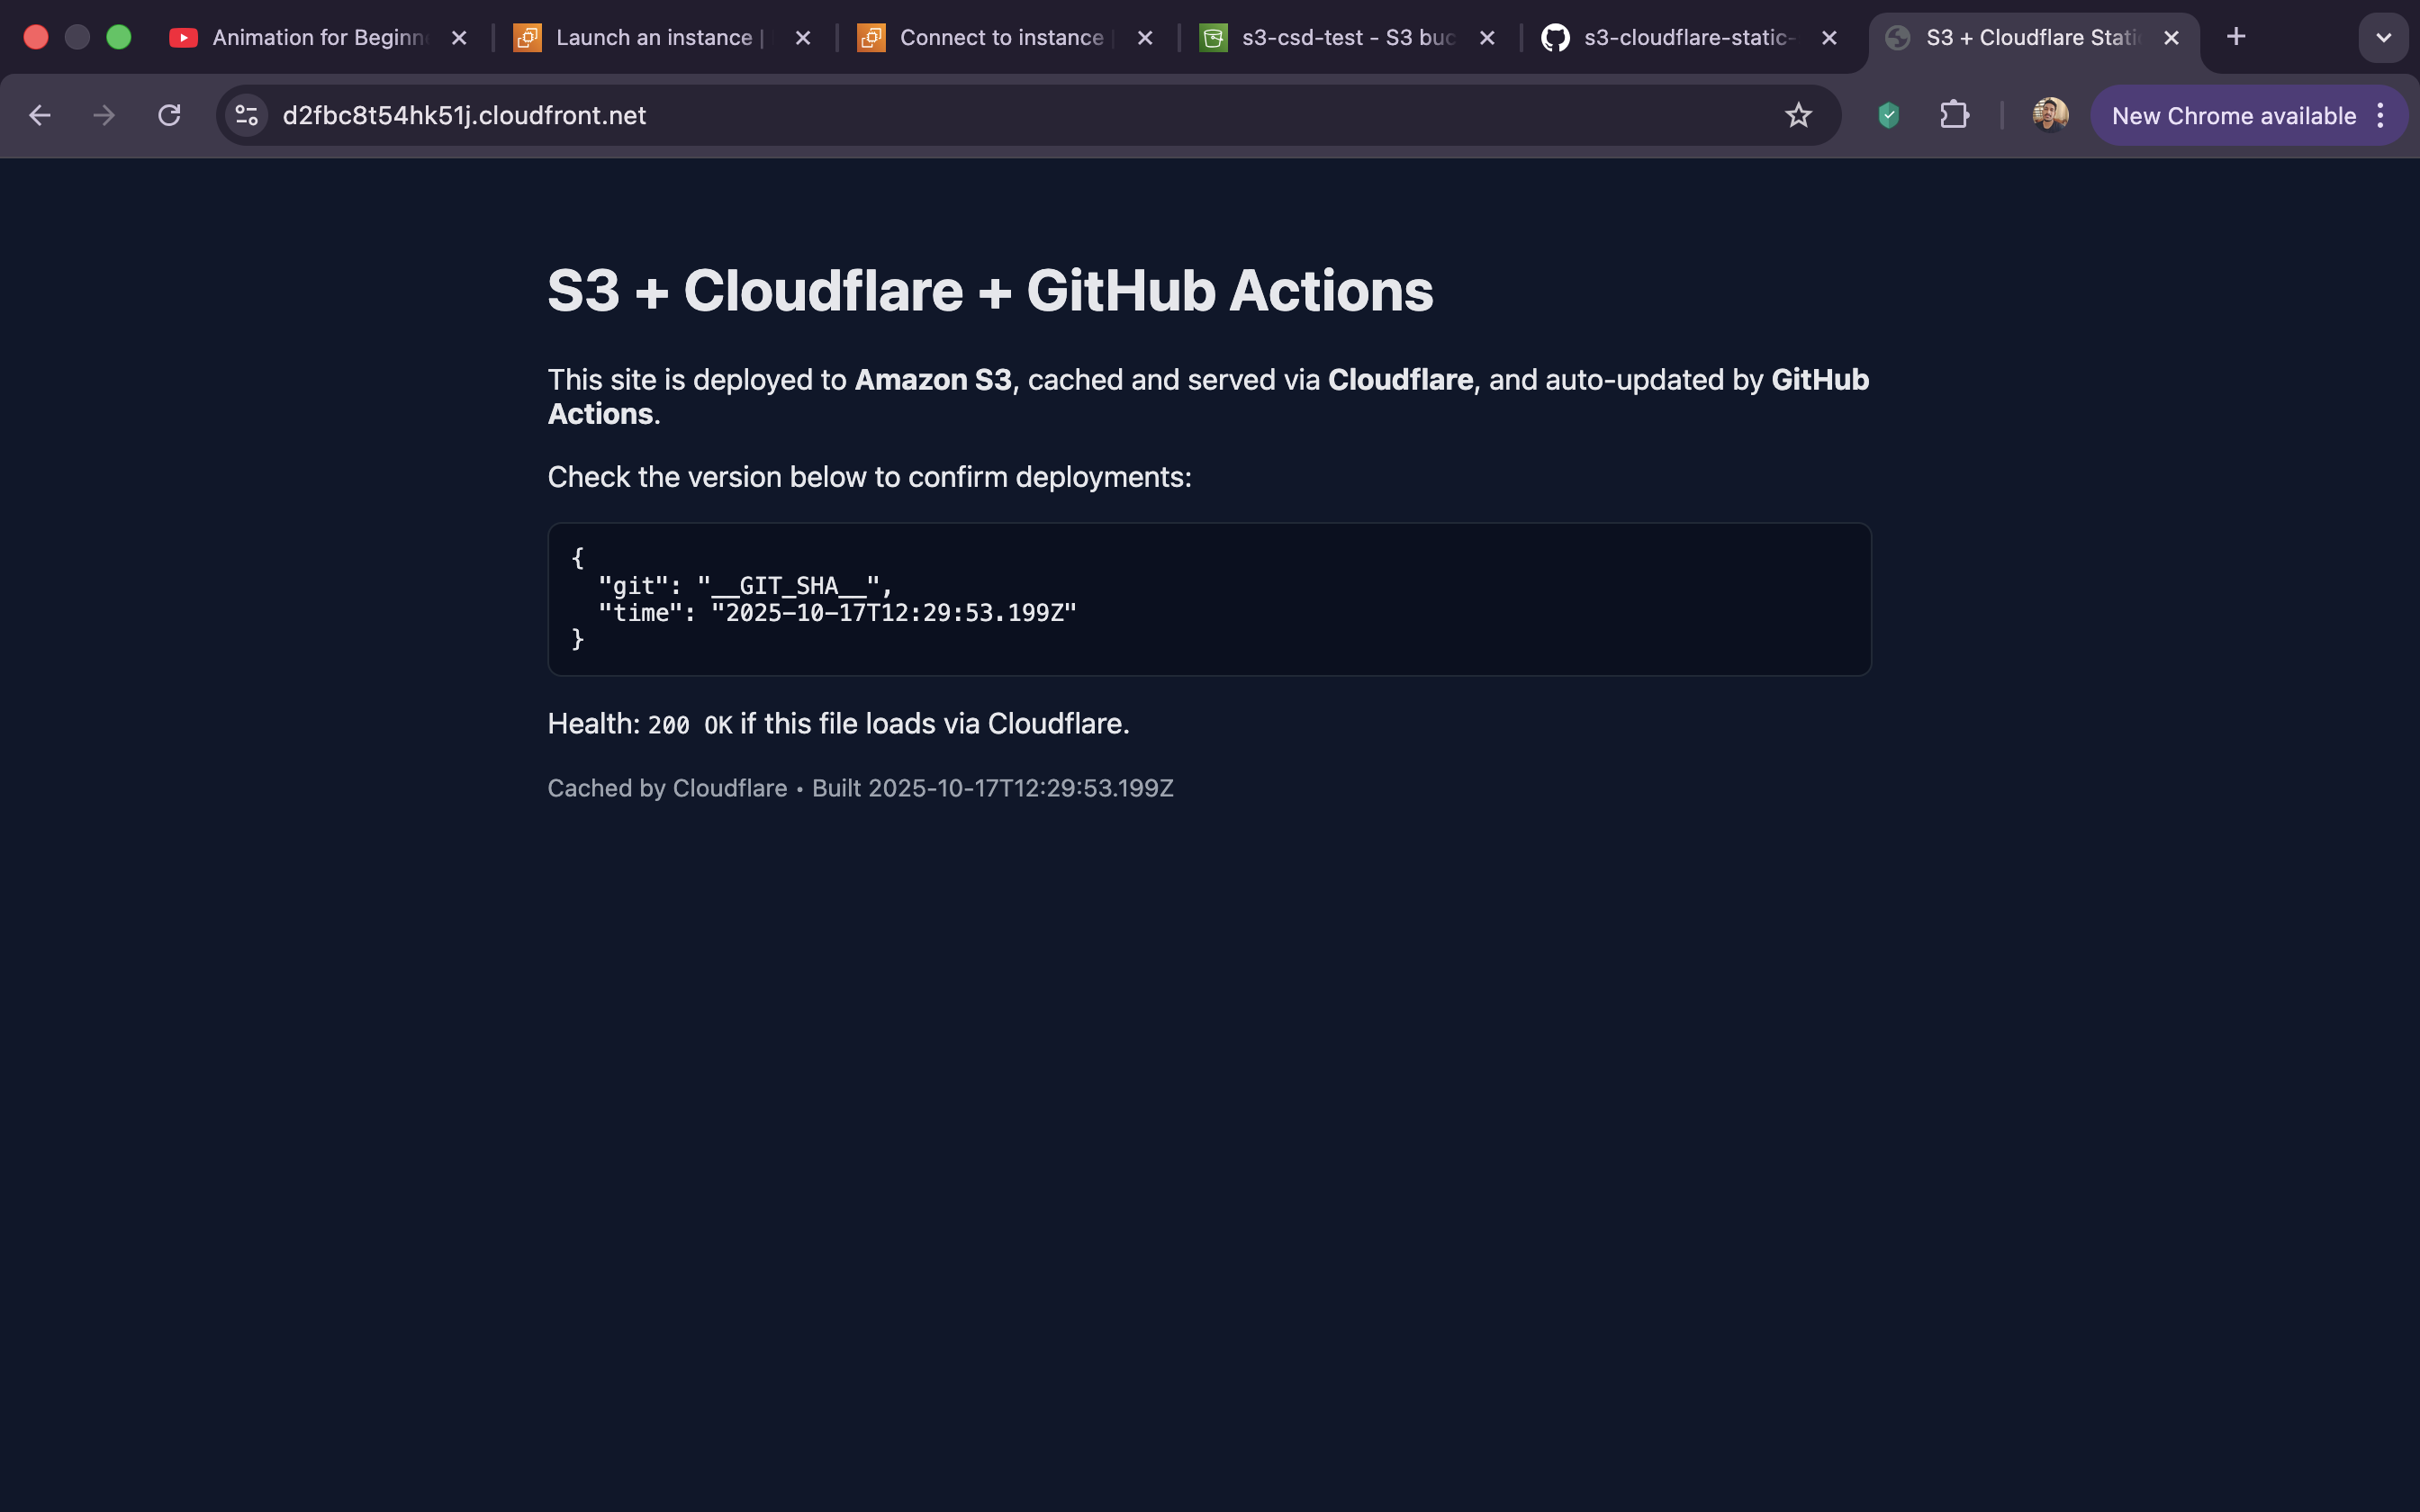 Animation for Beginn
Launch an instance |
Connect to instance |
s3-csd-test - S3 buc
s3-cloudflare-static-
S3 + Cloudflare Stati
d2fbc8t54hk51j.cloudfront.net
New Chrome available
S3 + Cloudflare + GitHub Actions
This site is deployed to Amazon S3, cached and served via Cloudflare, and auto-updated by GitHub
Actions.
Check the version below to confirm deployments:
{
"git": "__GIT_SHA__",
"time": "2025-10-17T12:29:53.199Z"
}
Health: 200 OK if this file loads via Cloudflare.
Cached by Cloudflare • Built 2025-10-17T12:29:53.199Z